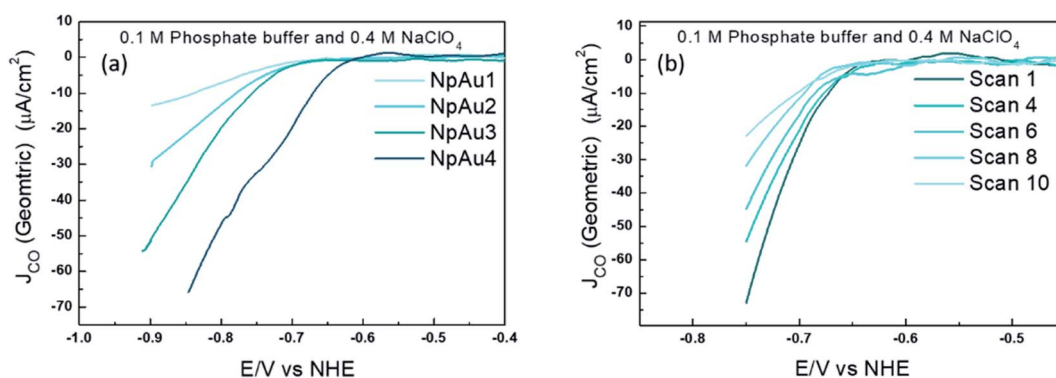 0.1 M Phosphate buffer and 0.4 M NaClO4
(a)
NpAu1
NpAu2
NpAu3
NpAu4
10
0
-10
-20
-30
-40
-50
-60
-70
JCO (Geomtric) (μA/cm2)
-1.0 -0.9 -0.8 -0.7 -0.6 -0.5 -0.4
E/V vs NHE
0.1 M Phosphate buffer and 0.4 M NaClO4
(b)
Scan 1
Scan 4
Scan 6
Scan 8
Scan 10
10
0
-10
-20
-30
-40
-50
-60
-70
JCO (Geometric) (μA/cm2)
-0.8 -0.7 -0.6 -0.5
E/V vs NHE